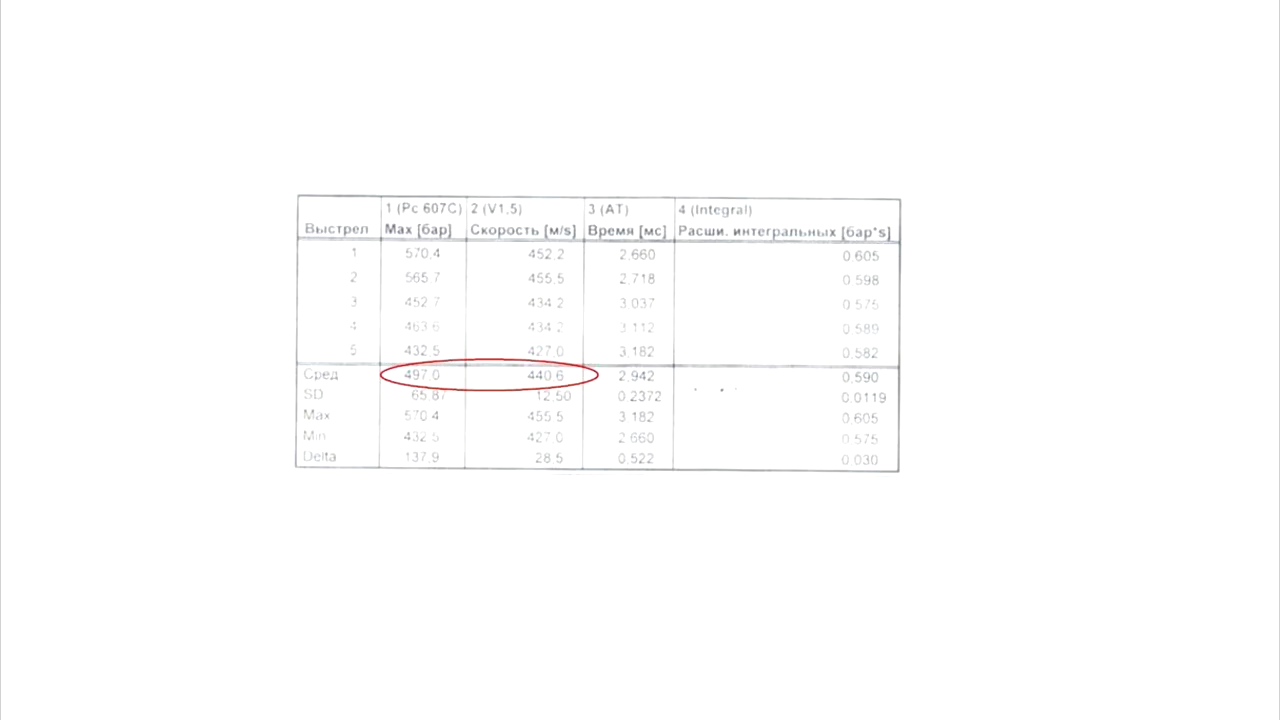 1 (Pc 607C) 2 (V1,5) 3 (AT) 4 (Integral)
Выстрел Мах [бар] Скорость [м/s] Время [мс] Расши. интегральных [бар*s]
1 570,4 452,2 2,660 0,605
2 565,7 455,5 2,718 0,598
3 452,7 434,2 3,037 0,575
4 463,6 434,2 3,112 0,589
5 432,5 427,0 3,182 0,582
Сред 497,0 440,6 2,942 0,590
SD 65,87 12,50 0,2372 0,0119
Max 570,4 455,5 3,182 0,605
Min 432,5 427,0 2,660 0,575
Delta 137,9 28,5 0,522 0,030